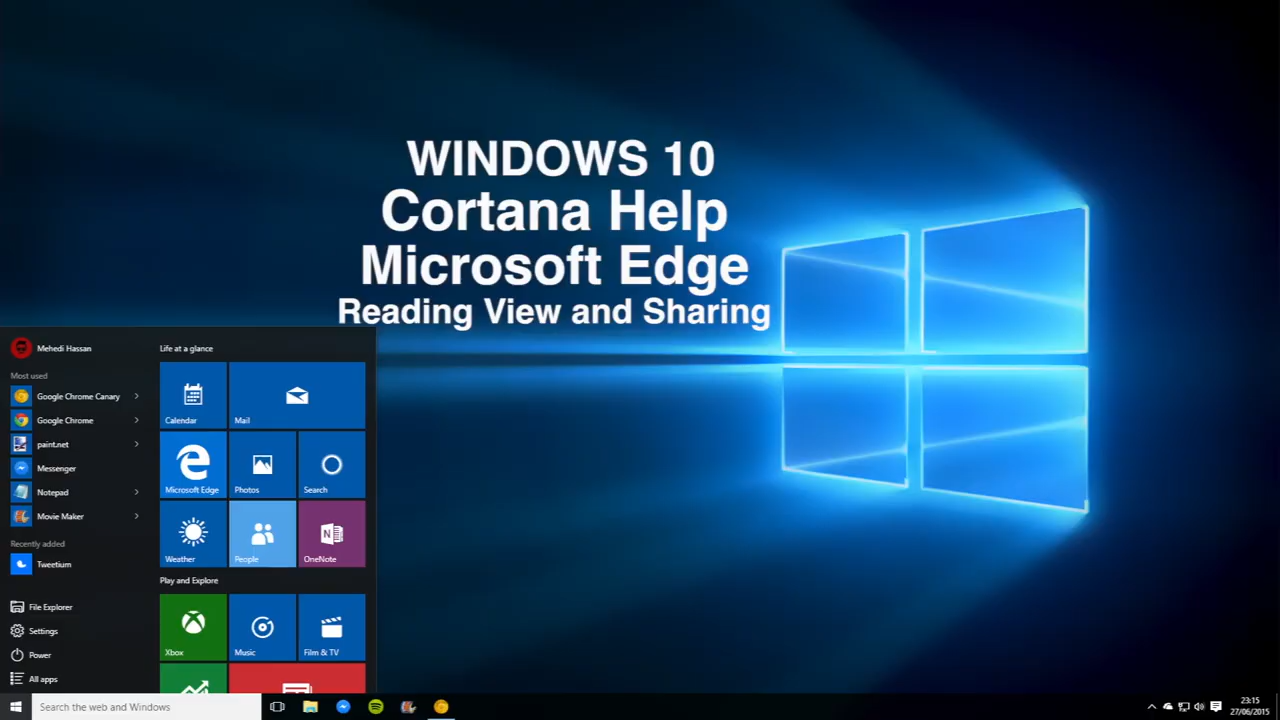 WINDOWS 10
Cortana Help
Microsoft Edge
Reading View and Sharing
Mehedi Hassan
Most used
Google Chrome Canary
Google Chrome
paint.net
Messenger
Notepad
Movie Maker
Recently added
Tweetium
File Explorer
Settings
Power
All apps
Life at a glance
Calendar
Mail
Microsoft Edge
Photos
Search
Weather
People
N
OneNote
Play and Explore
Xbox
Music
Film & TV
Search the web and Windows
23:15
27/06/2015